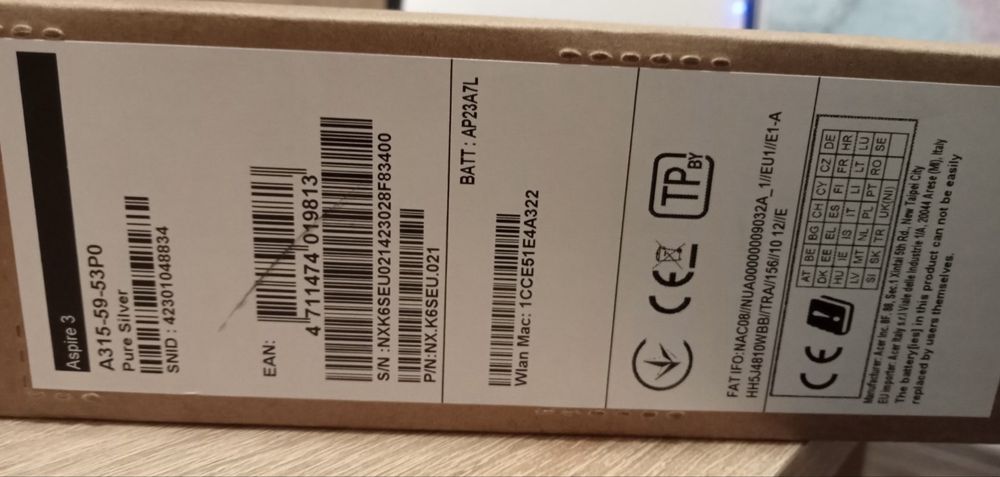 Aspire 3
A315-59-53P0
Pure Silver
SNID : 42301048834
EAN:
4 711474 019813
S/N :NXK6SEU021423028F83400
P/N:NX.K6SEU.021
BATT : AP23A7L
Wlan Mac: 1CCE51E4A322
CE
TP BY
FAT IFO:NAC08//NUA00000009032A_1//EU1//E1-A
HH5J4810WBB//TRA//156//10 12//E
CE
AT BE BG CH CY CZ DE
DK EE EL ES FI FR HR
HU IE IS IT LI LT LU
LV MT NL PL PT RO SE
SI SK TR UK(NI)
Manufacturer: Acer Inc. 8F, 88, Sec.1 Xintai 5th Rd., New Taipei City
EU importer: Acer Italy s.r.l Viale delle Industrie 1/A, 20044 Arese (MI), Italy
The battery[ies] in this product can not be easily
replaced by users themselves.